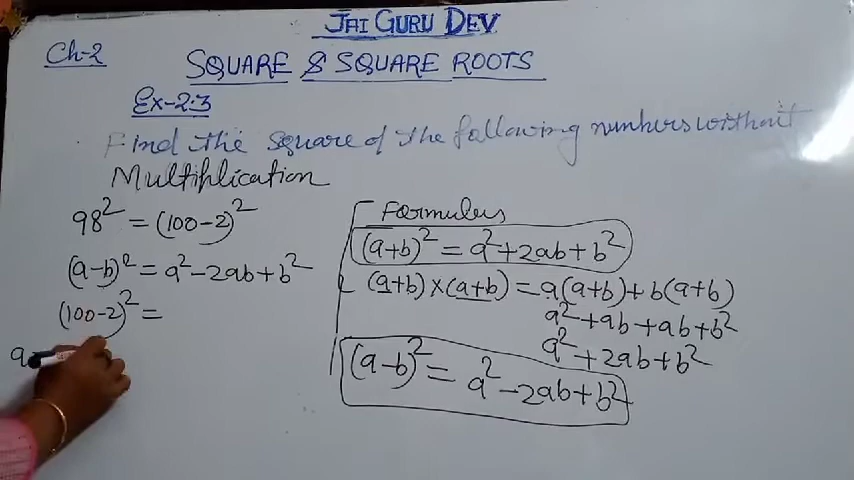 JAI GURU DEV
Ch-2
SQUARE & SQUARE ROOTS
Ex-2.3
Find the square of the following numbers without
Multiplication
98² = (100-2)²
(a-b)² = a²-2ab+b²
(100-2)² =
a
Formulas
(a+b)² = a²+2ab+b²
(a+b)×(a+b) = a(a+b)+b(a+b)
a²+ab+ab+b²
a²+2ab+b²
(a-b)² = a²-2ab+b²